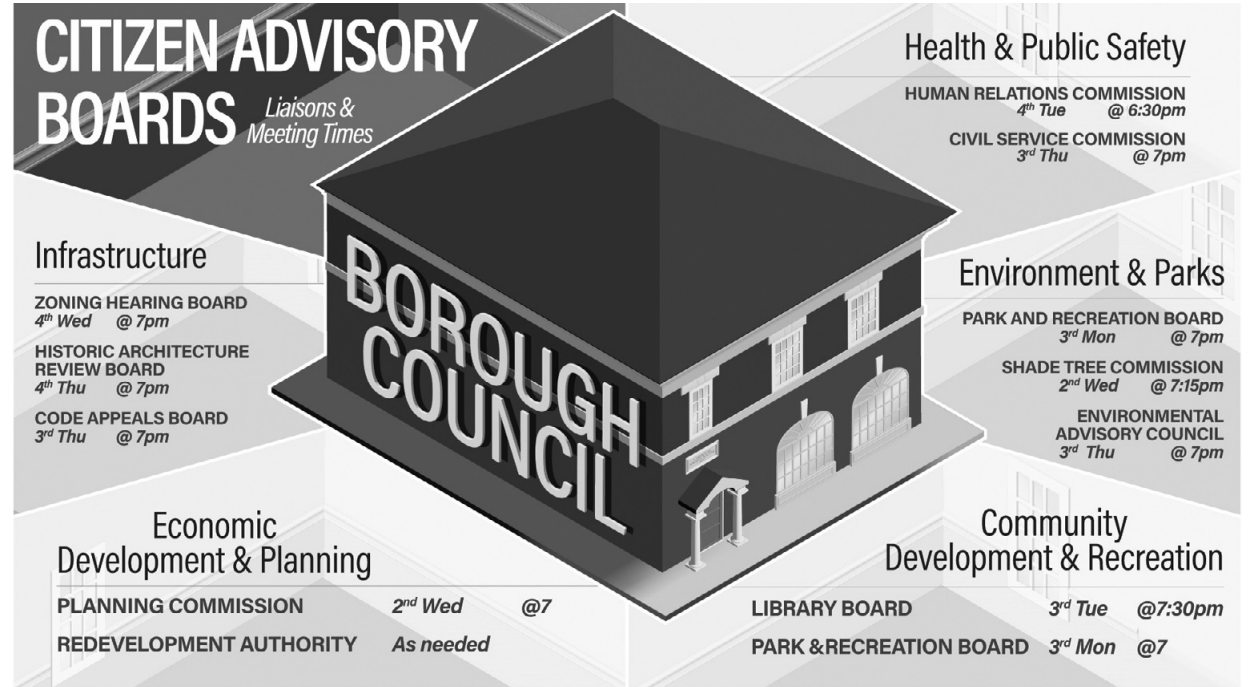 CITIZEN ADVISORY
BOARDS Liaisons &
Meeting Times
Health & Public Safety
HUMAN RELATIONS COMMISSION
4th Tue @ 6:30pm
CIVIL SERVICE COMMISSION
3rd Thu @ 7pm
Infrastructure
ZONING HEARING BOARD
4th Wed @ 7pm
HISTORIC ARCHITECTURE
REVIEW BOARD
4th Thu @ 7pm
CODE APPEALS BOARD
3rd Thu @ 7pm
BOROUGH
COUNCIL
Environment & Parks
PARK AND RECREATION BOARD
3rd Mon @ 7pm
SHADE TREE COMMISSION
2nd Wed @ 7:15pm
ENVIRONMENTAL
ADVISORY COUNCIL
3rd Thu @ 7pm
Economic
Development & Planning
PLANNING COMMISSION 2nd Wed @7
REDEVELOPMENT AUTHORITY As needed
Community
Development & Recreation
LIBRARY BOARD 3rd Tue @7:30pm
PARK &RECREATION BOARD 3rd Mon @7